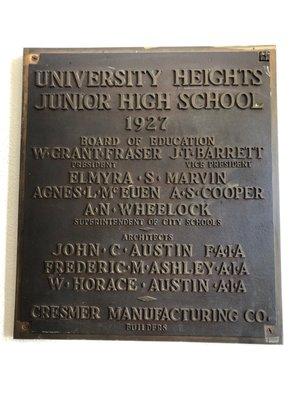 UNIVERSITY HEIGHTS
JUNIOR HIGH SCHOOL
1927
BOARD OF EDUCATION
W·GRANT·FRASER J·T·BARRETT
PRESIDENT VICE PRESIDENT
ELMYRA·S·MARVIN
AGNES·L·McEUEN A·S·COOPER
A·N·WHEELOCK
SUPERINTENDENT OF CITY SCHOOLS
ARCHITECTS
JOHN·C·AUSTIN F·A·I·A
FREDERIC·M·ASHLEY·A·I·A
W·HORACE·AUSTIN·A·I·A
CRESMER MANUFACTURING CO.
BUILDERS